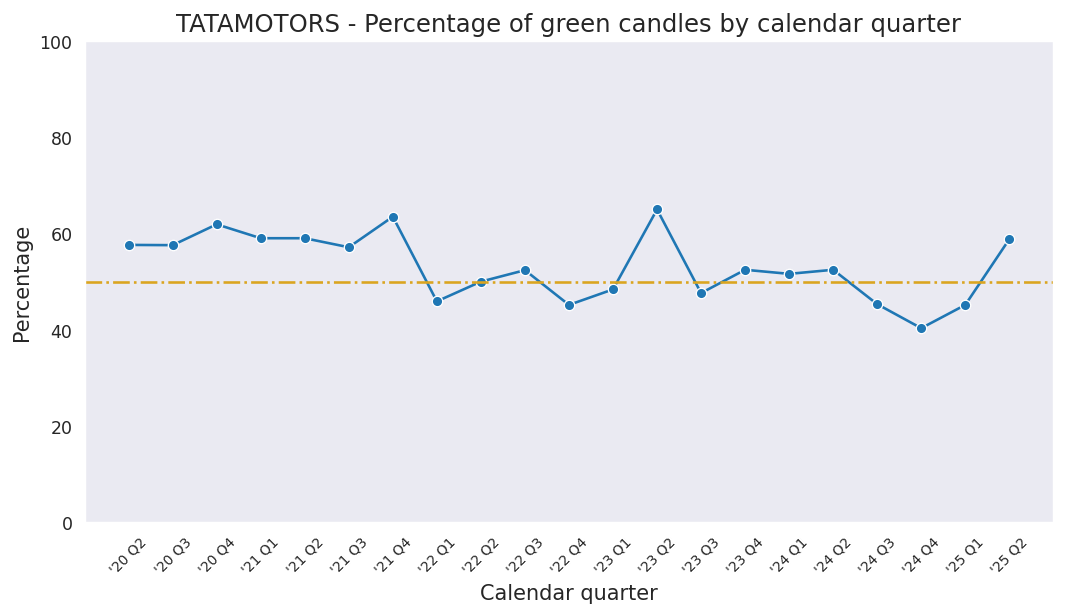 TATAMOTORS - Percentage of green candles by calendar quarter
100
80
60
40
20
0
Percentage
'20 Q2
'20 Q3
'20 Q4
'21 Q1
'21 Q2
'21 Q3
'21 Q4
'22 Q1
'22 Q2
'22 Q3
'22 Q4
'23 Q1
'23 Q2
'23 Q3
'23 Q4
'24 Q1
'24 Q2
'24 Q3
'24 Q4
'25 Q1
'25 Q2
Calendar quarter